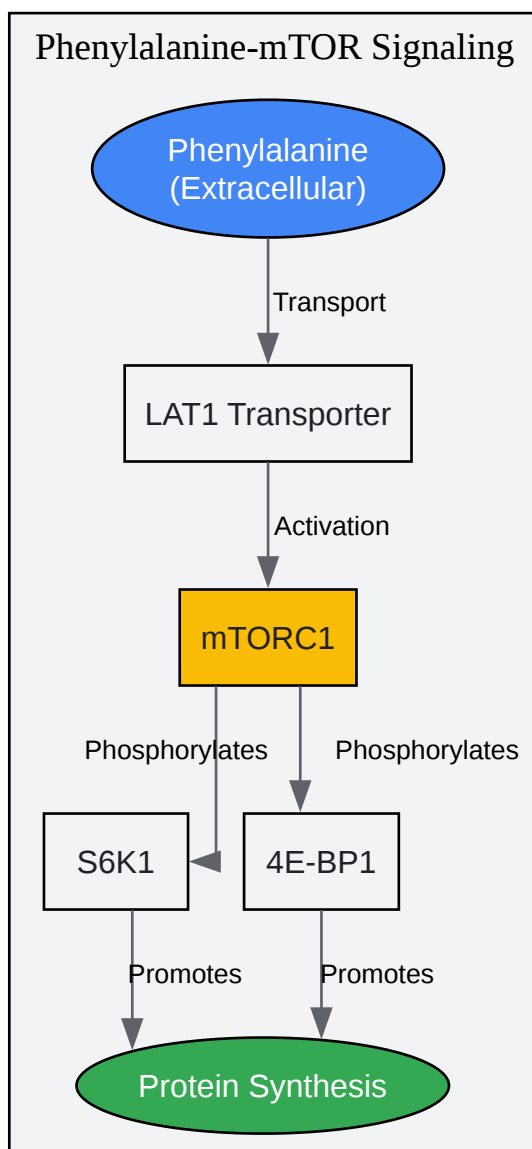 Phenylalanine-mTOR Signaling
Phenylalanine
(Extracellular)
Transport
LAT1 Transporter
Activation
mTORC1
Phosphorylates
Phosphorylates
S6K1
4E-BP1
Promotes
Promotes
Protein Synthesis